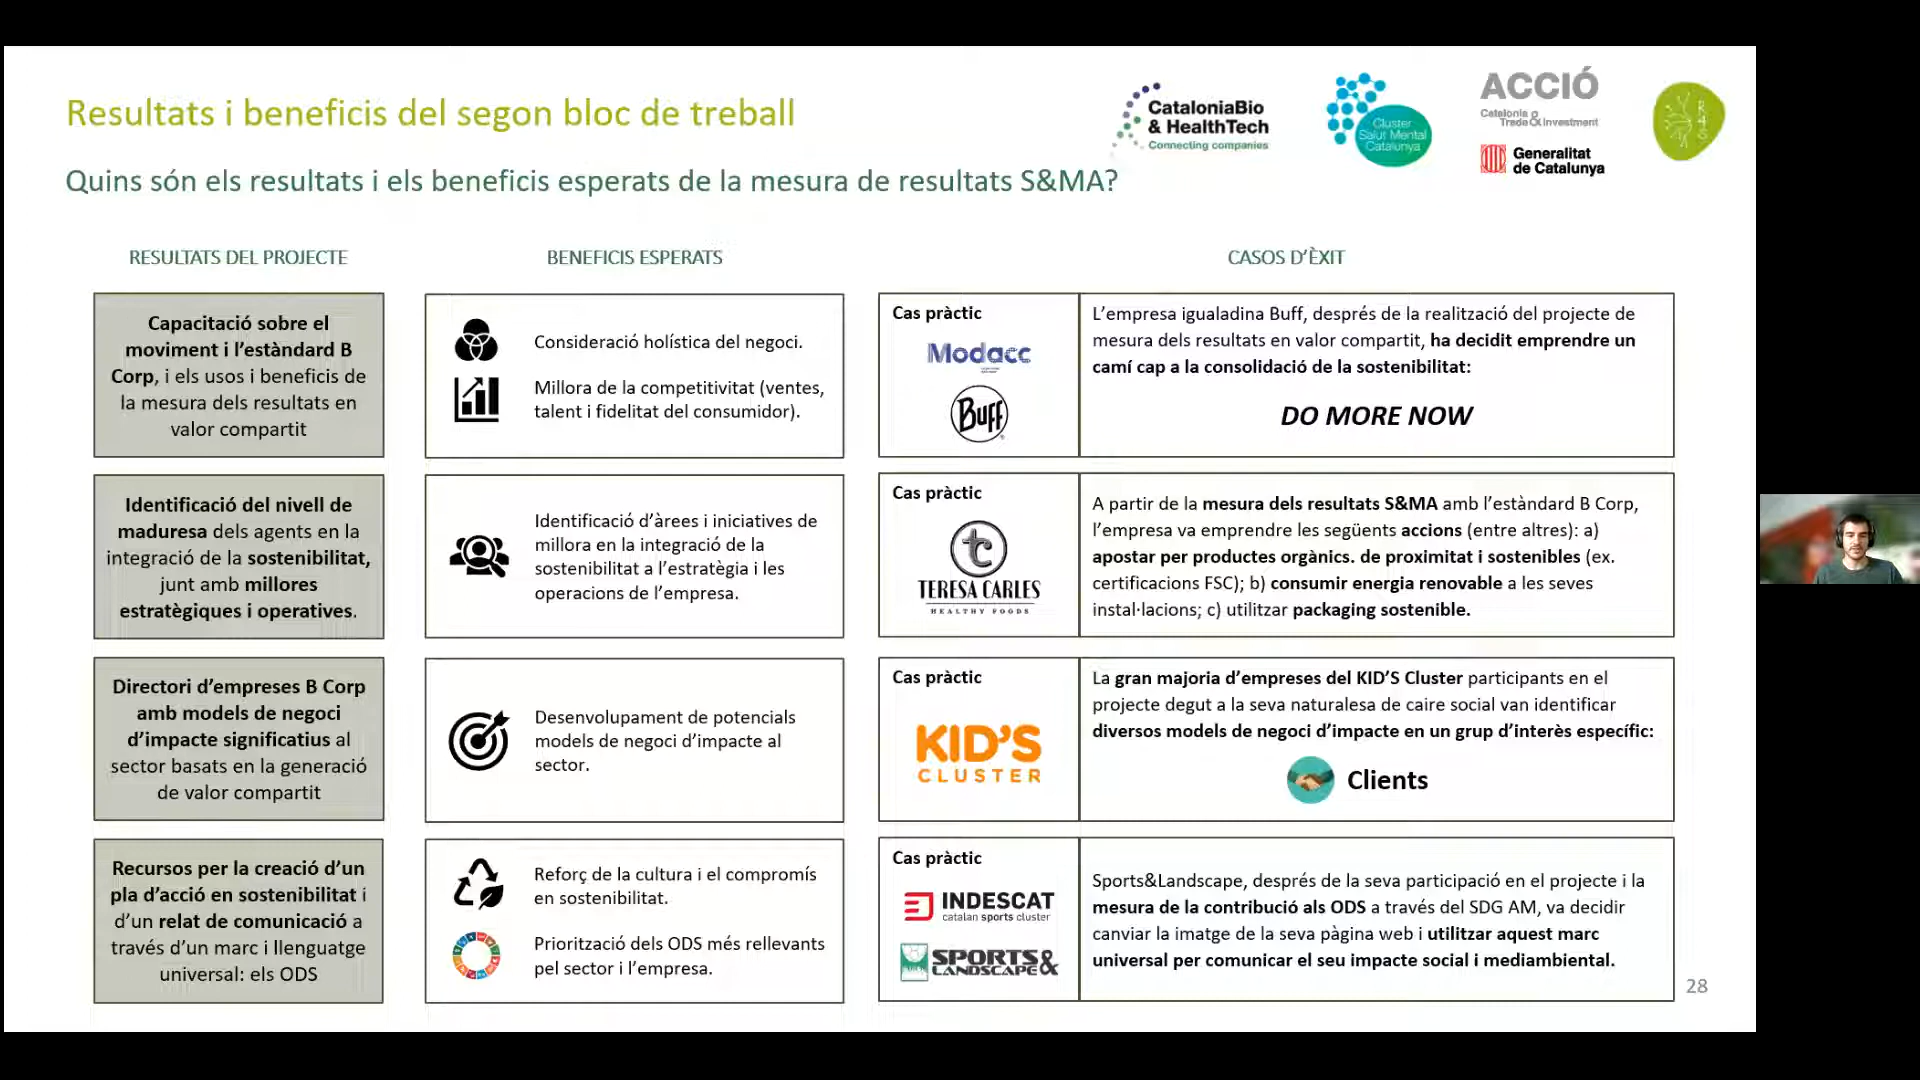 Resultats i beneficis del segon bloc de treball
Quins són els resultats i els beneficis esperats de la mesura de resultats S&MA?
CataloniaBio
& HealthTech
Connecting companies
Cluster
Salut Mental
Catalunya
ACCIÓ
Catalonia
Trade & Investment
Generalitat
de Catalunya
RESULTATS DEL PROJECTE
BENEFICIS ESPERATS
CASOS D'ÈXIT
Capacitació sobre el
moviment i l'estàndard B
Corp, i els usos i beneficis de
la mesura dels resultats en
valor compartit
Consideració holística del negoci.
Millora de la competitivitat (ventes,
talent i fidelitat del consumidor).
Cas pràctic
Modacc
Buff
L'empresa igualadina Buff, després de la realització del projecte de
mesura dels resultats en valor compartit, ha decidit emprendre un
camí cap a la consolidació de la sostenibilitat:
DO MORE NOW
Identificació del nivell de
maduresa dels agents en la
integració de la sostenibilitat,
junt amb millores
estratègiques i operatives.
Identificació d'àrees i iniciatives de
millora en la integració de la
sostenibilitat a l'estratègia i les
operacions de l'empresa.
Cas pràctic
tc
TERESA CARLES
HEALTHY FOODS
A partir de la mesura dels resultats S&MA amb l'estàndard B Corp,
l'empresa va emprendre les següents accions (entre altres): a)
apostar per productes orgànics. de proximitat i sostenibles (ex.
certificacions FSC); b) consumir energia renovable a les seves
instal·lacions; c) utilitzar packaging sostenible.
Directori d'empreses B Corp
amb models de negoci
d'impacte significatius al
sector basats en la generació
de valor compartit
Desenvolupament de potencials
models de negoci d'impacte al
sector.
Cas pràctic
KID'S
CLUSTER
La gran majoria d'empreses del KID'S Cluster participants en el
projecte degut a la seva naturalesa de caire social van identificar
diversos models de negoci d'impacte en un grup d'interès específic:
Clients
Recursos per la creació d'un
pla d'acció en sostenibilitat i
d'un relat de comunicació a
través d'un marc i llenguatge
universal: els ODS
Reforç de la cultura i el compromís
en sostenibilitat.
Priorització dels ODS més rellevants
pel sector i l'empresa.
Cas pràctic
INDESCAT
catalan sports cluster
SPORTS&
LANDSCAPE
Sports&Landscape, després de la seva participació en el projecte i la
mesura de la contribució als ODS a través del SDG AM, va decidir
canviar la imatge de la seva pàgina web i utilitzar aquest marc
universal per comunicar el seu impacte social i mediambiental.
28